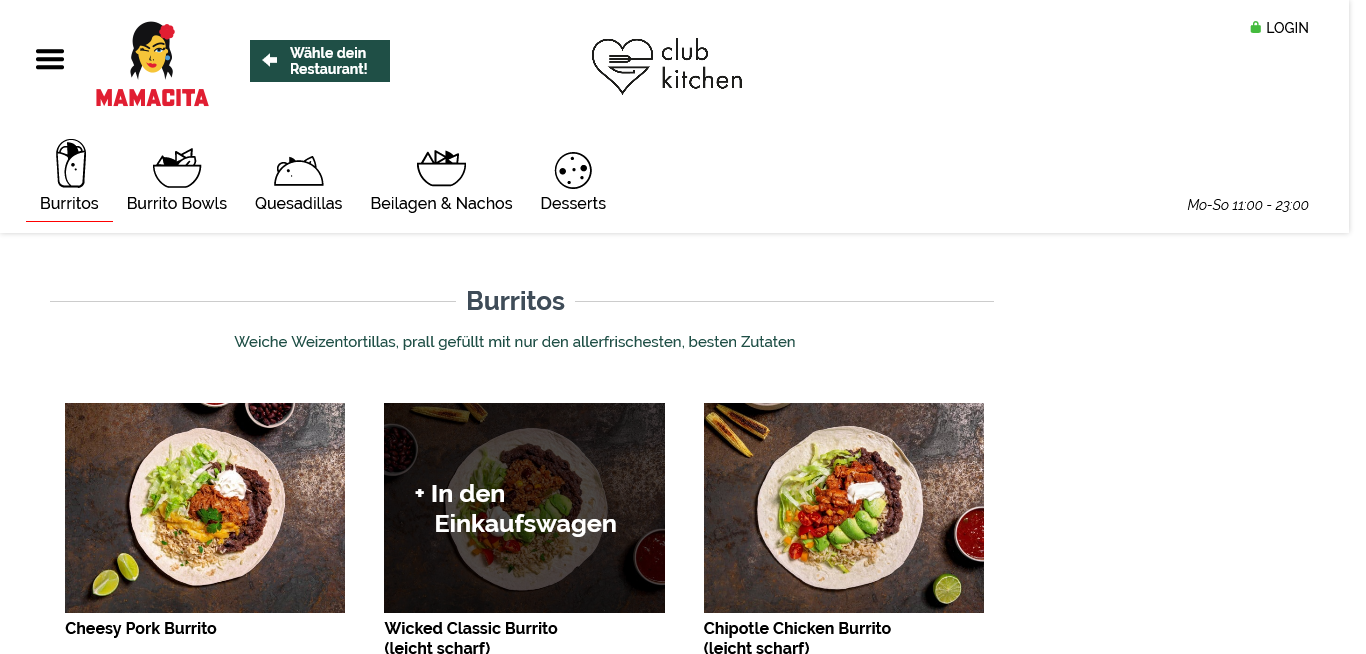 LOGIN
Wähle dein
Restaurant!
club
kitchen
MAMACITA
Burritos
Burrito Bowls
Quesadillas
Beilagen & Nachos
Desserts
Mo-So 11:00 - 23:00
Burritos
Weiche Weizentortillas, prall gefüllt mit nur den allerfrischesten, besten Zutaten
+ In den
Einkaufswagen
Cheesy Pork Burrito
Wicked Classic Burrito
(leicht scharf)
Chipotle Chicken Burrito
(leicht scharf)